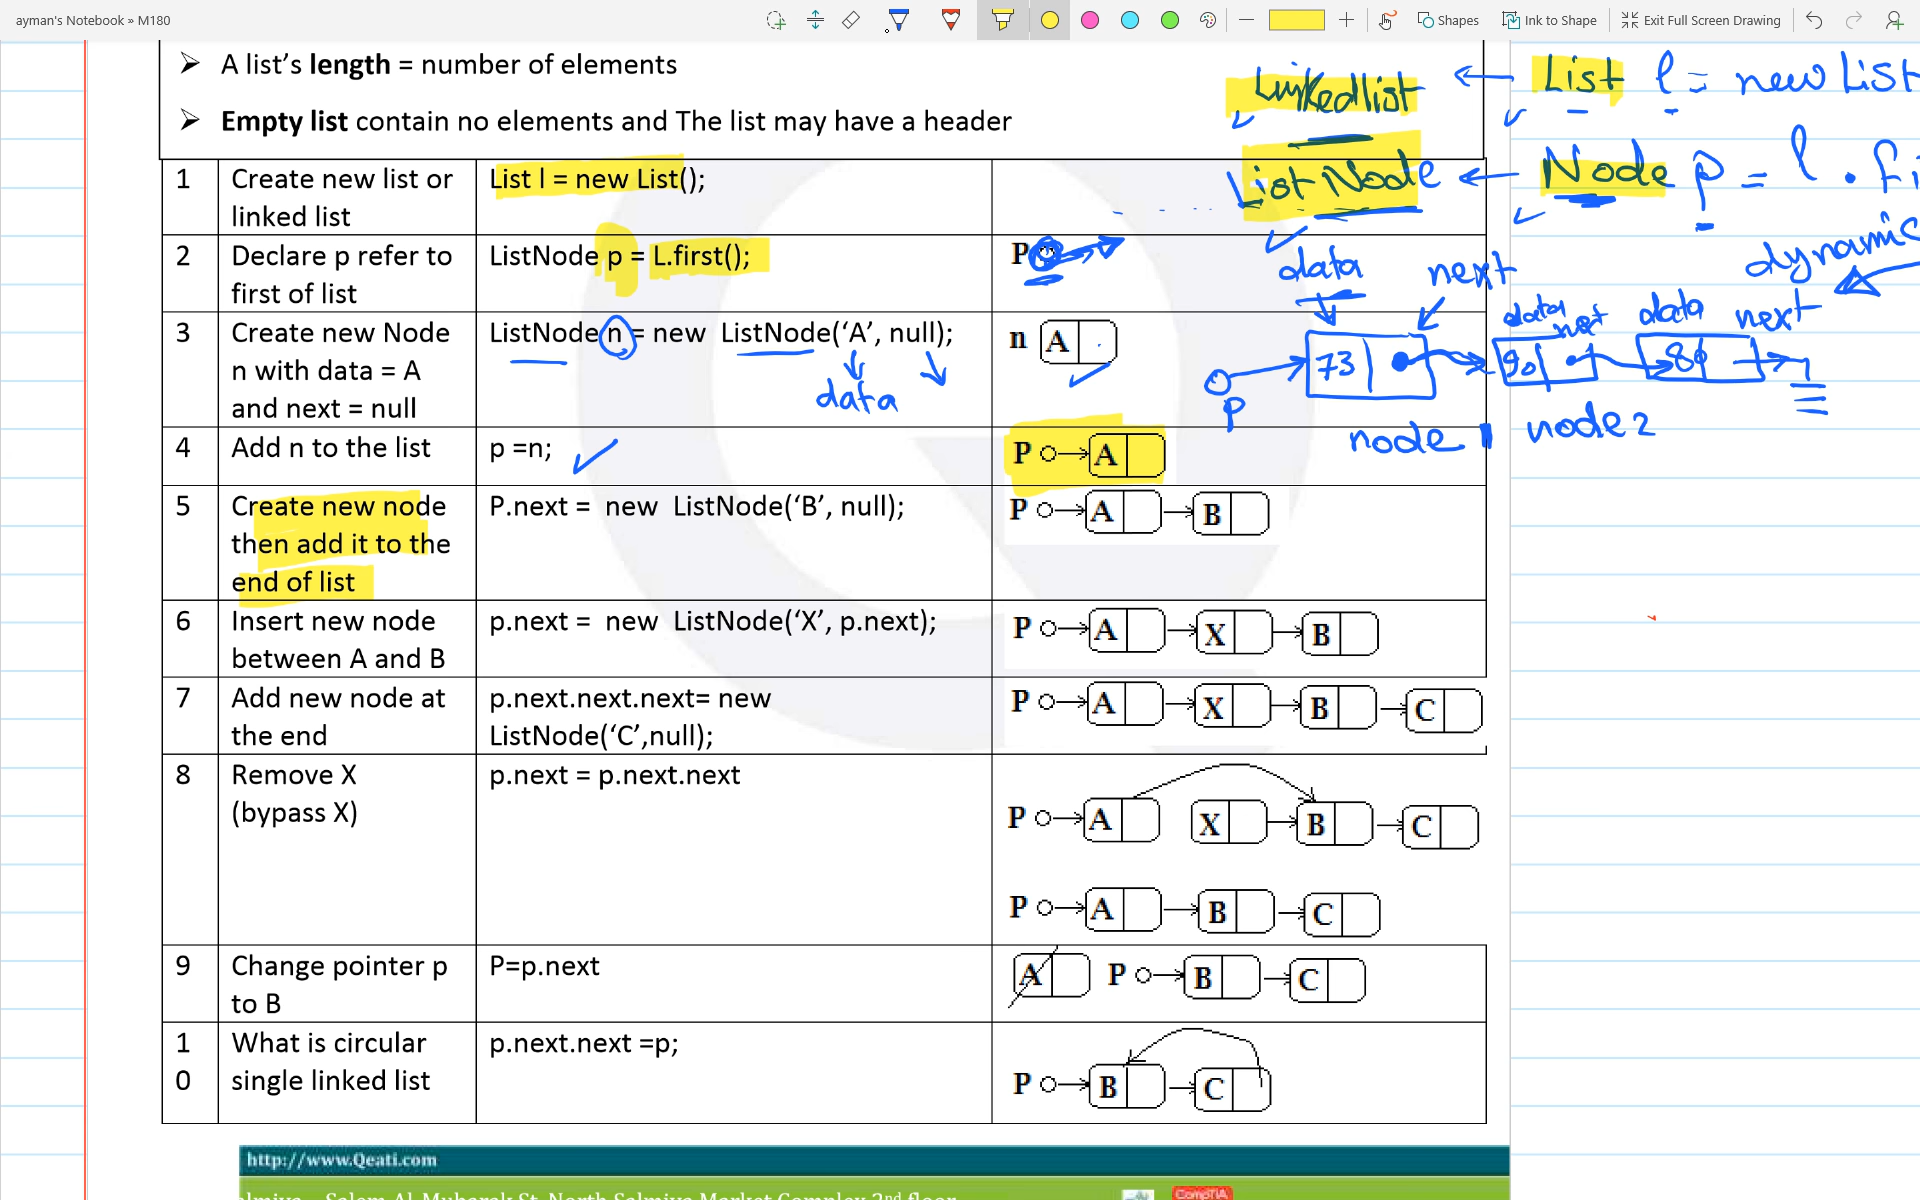 ayman's Notebook » M180
Shapes
Ink to Shape
Exit Full Screen Drawing
➢ A list's length = number of elements
➢ Empty list contain no elements and The list may have a header
Linkedlist ← List l = new List
ListNode ← Node p = l . fi
dynamic
1 Create new list or linked list List l = new List();
2 Declare p refer to first of list ListNode p = L.first(); P
data next
data next data next
3 Create new Node n with data = A and next = null ListNode n = new ListNode('A', null); n A
data
p 73 90 86
node 1 node 2
4 Add n to the list p =n; P A
5 Create new node then add it to the end of list P.next = new ListNode('B', null); P A B
6 Insert new node between A and B p.next = new ListNode('X', p.next); P A X B
7 Add new node at the end p.next.next.next= new ListNode('C',null); P A X B C
8 Remove X (bypass X) p.next = p.next.next P A X B C
P A B C
9 Change pointer p to B P=p.next A P B C
10 What is circular single linked list p.next.next =p; P B C
http://www.Qeati.com
CompTIA